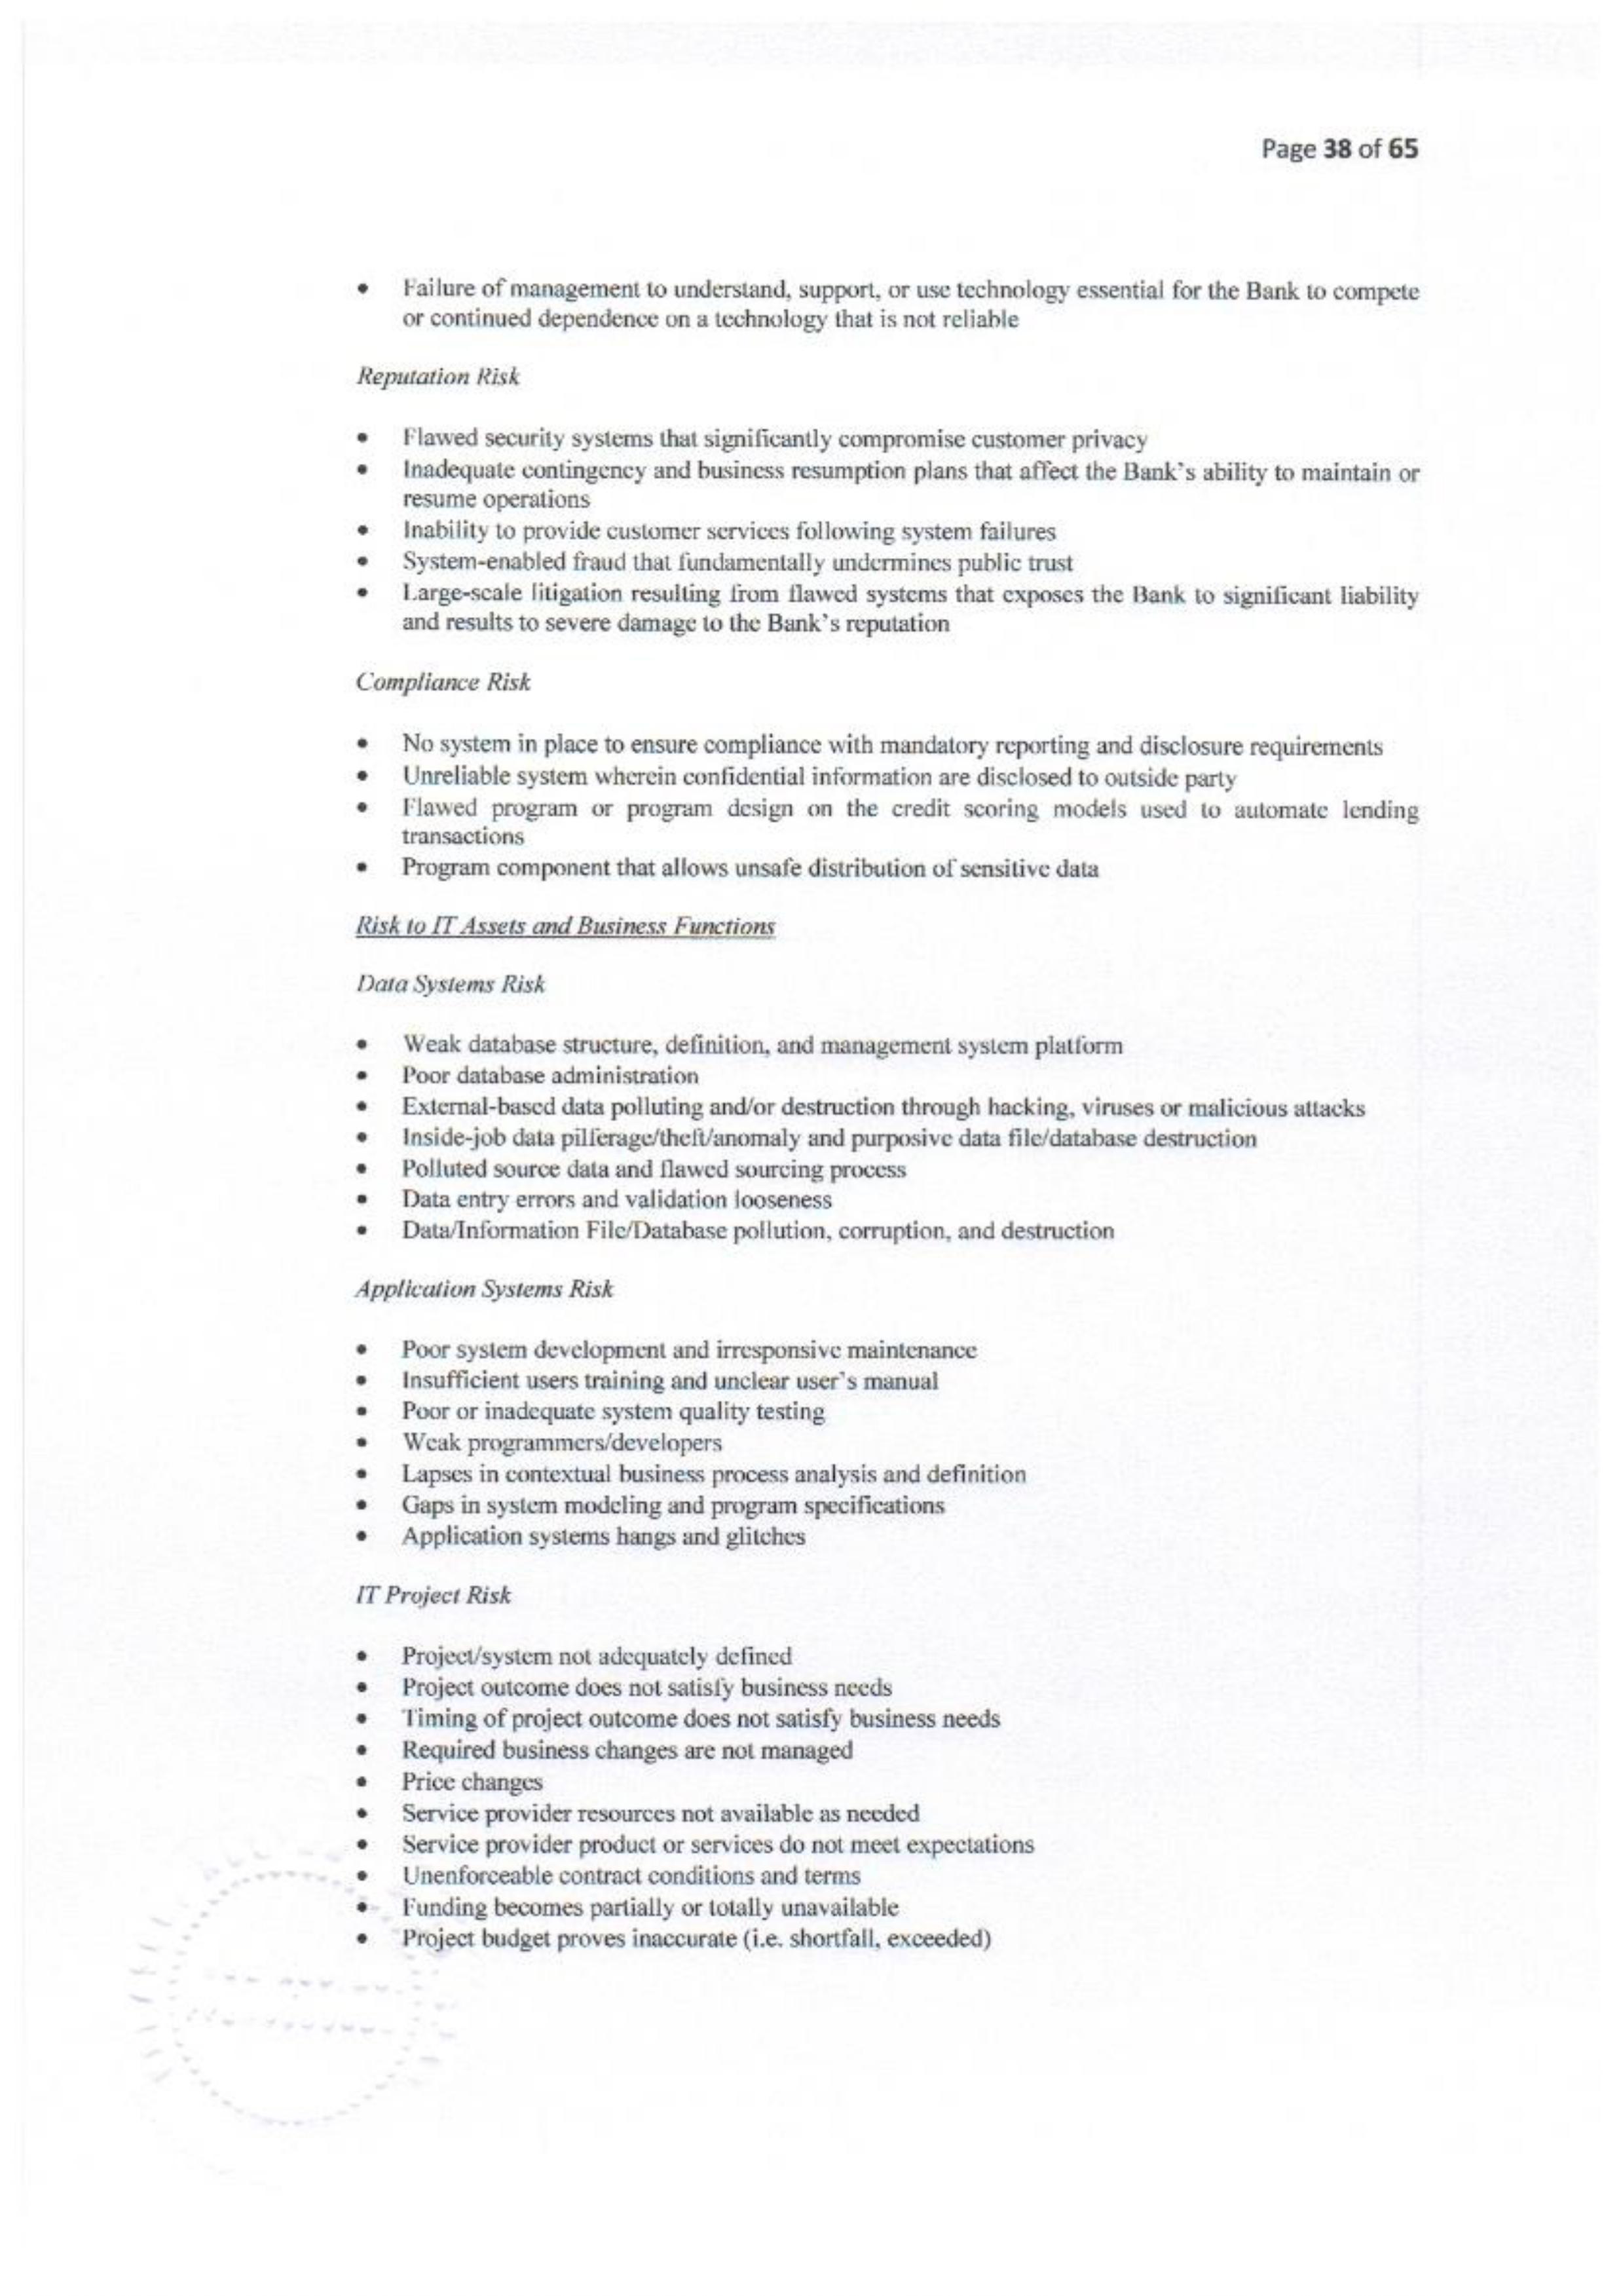 Page 38 of 65
• Failure of management to understand, support, or use technology essential for the Bank to compete
or continued dependence on a technology that is not reliable
Reputation Risk
• Flawed security systems that significantly compromise customer privacy
• Inadequate contingency and business resumption plans that affect the Bank's ability to maintain or
resume operations
• Inability to provide customer services following system failures
• System-enabled fraud that fundamentally undermines public trust
• Large-scale litigation resulting from flawed systems that exposes the Bank to significant liability
and results to severe damage to the Bank's reputation
Compliance Risk
• No system in place to ensure compliance with mandatory reporting and disclosure requirements
• Unreliable system wherein confidential information are disclosed to outside party
• Flawed program or program design on the credit scoring models used to automate lending
transactions
• Program component that allows unsafe distribution of sensitive data
Risk to IT Assets and Business Functions
Data Systems Risk
• Weak database structure, definition, and management system platform
• Poor database administration
• External-based data polluting and/or destruction through hacking, viruses or malicious attacks
• Inside-job data pilferage/theft/anomaly and purposive data file/database destruction
• Polluted source data and flawed sourcing process
• Data entry errors and validation looseness
• Data/Information File/Database pollution, corruption, and destruction
Application Systems Risk
• Poor system development and irresponsive maintenance
• Insufficient users training and unclear user's manual
• Poor or inadequate system quality testing
• Weak programmers/developers
• Lapses in contextual business process analysis and definition
• Gaps in system modeling and program specifications
• Application systems hangs and glitches
IT Project Risk
• Project/system not adequately defined
• Project outcome does not satisfy business needs
• Timing of project outcome does not satisfy business needs
• Required business changes are not managed
• Price changes
• Service provider resources not available as needed
• Service provider product or services do not meet expectations
• Unenforceable contract conditions and terms
• Funding becomes partially or totally unavailable
• Project budget proves inaccurate (i.e. shortfall, exceeded)